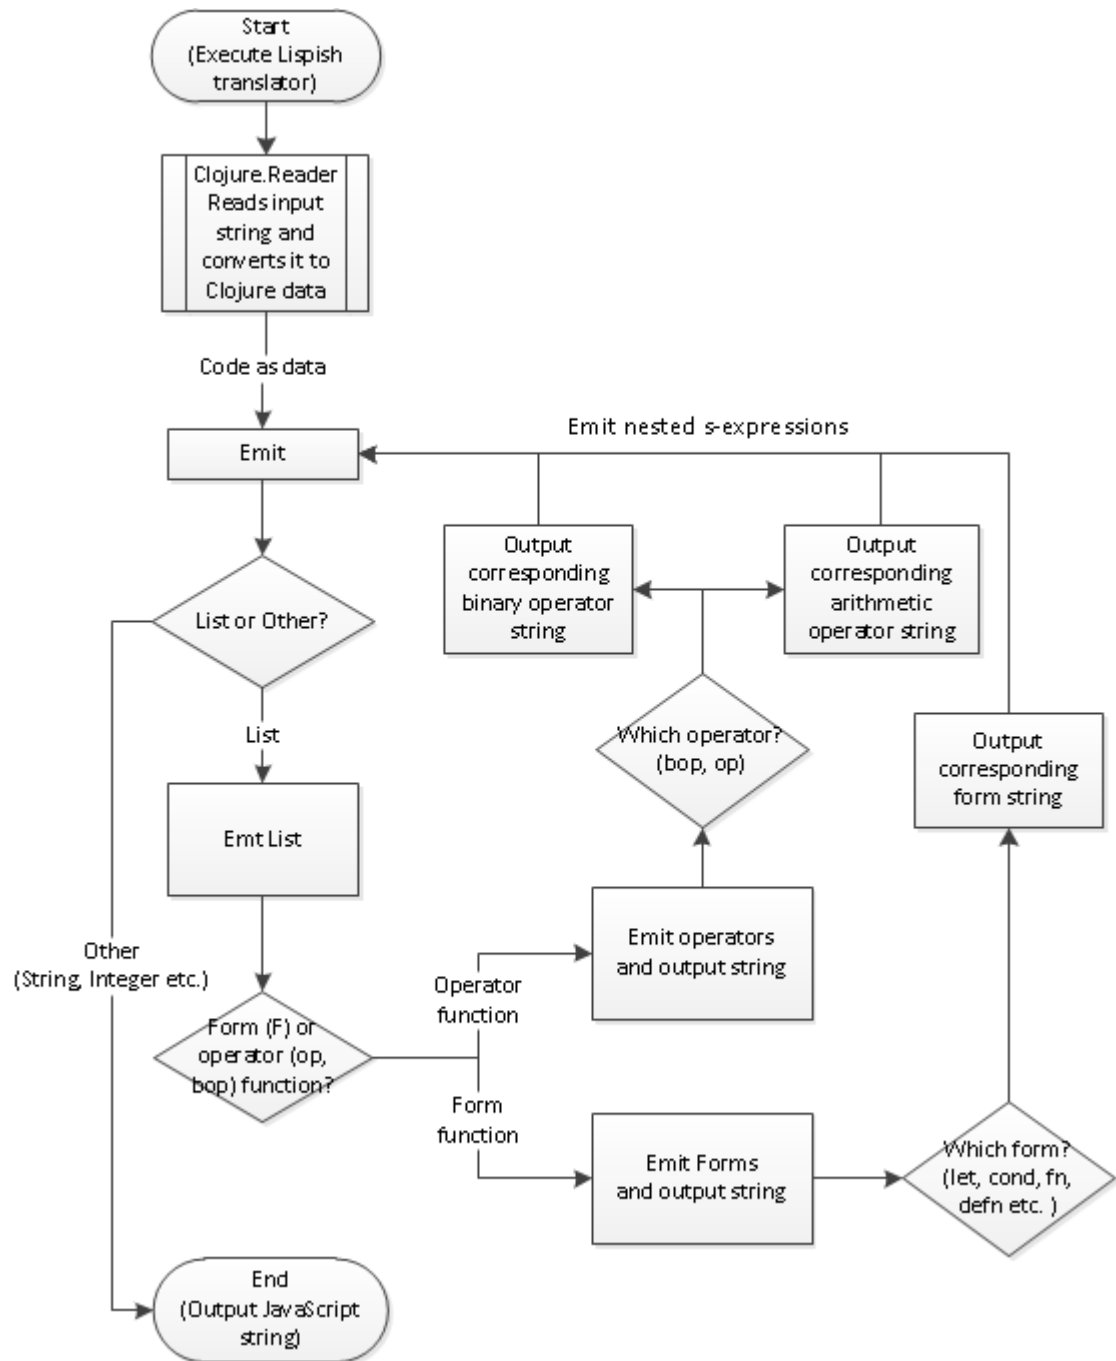 Start
(Execute Lispish
translator)
Clojure.Reader
Reads input
string and
converts it to
Clojure data
Code as data
Emit nested s-expressions
Emit
Output
corresponding
binary operator
string
Output
corresponding
arithmetic
operator string
List or Other?
List
Which operator?
(bop, op)
Output
corresponding
form string
Emt List
Other
(String, Integer etc.)
Operator
function
Emit operators
and output string
Form (F) or
operator (op,
bop) function?
Form
function
Emit Forms
and output string
Which form?
(let, cond, fn,
defn etc. )
End
(Output JavaScript
string)